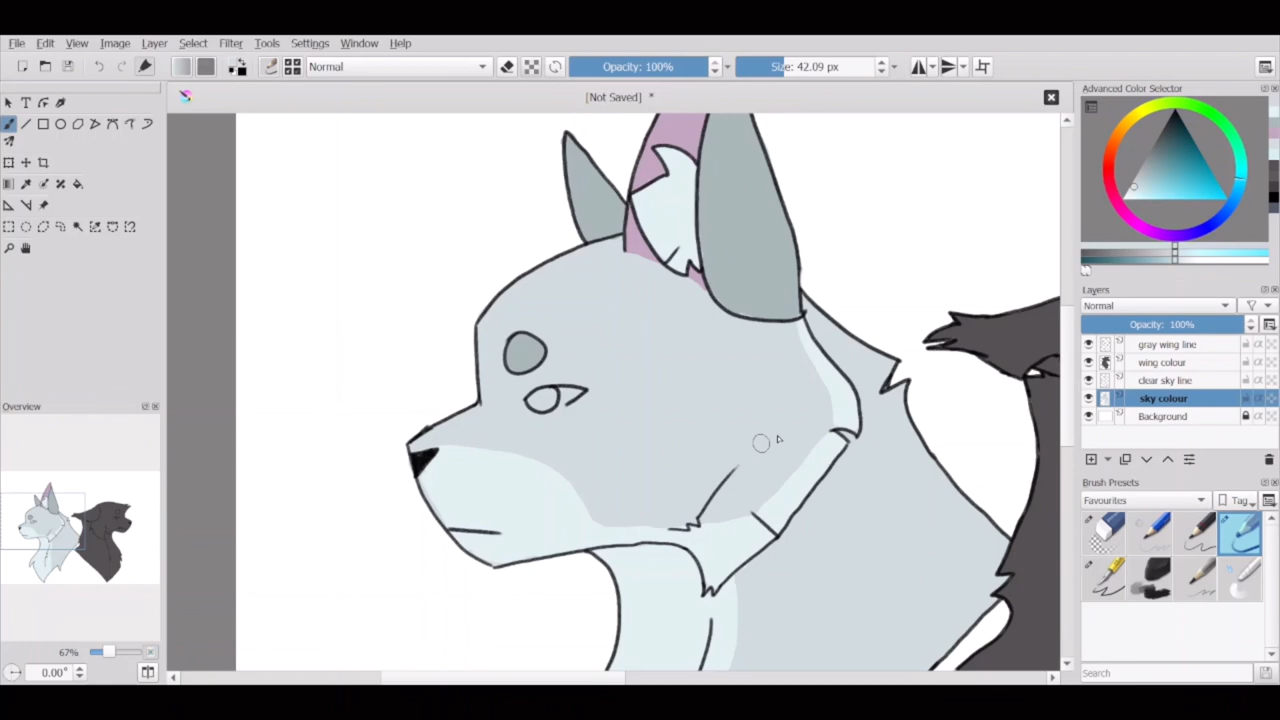 File Edit View Image Layer Select Filter Tools Settings Window Help
Normal
Opacity: 100%
Size: 42.09 px
[Not Saved] *
Advanced Color Selector
Layers
Normal
Opacity: 100%
gray wing line
wing colour
clear sky line
sky colour
Background
Brush Presets
Favourites
Tag
Search
Overview
67%
0.00°